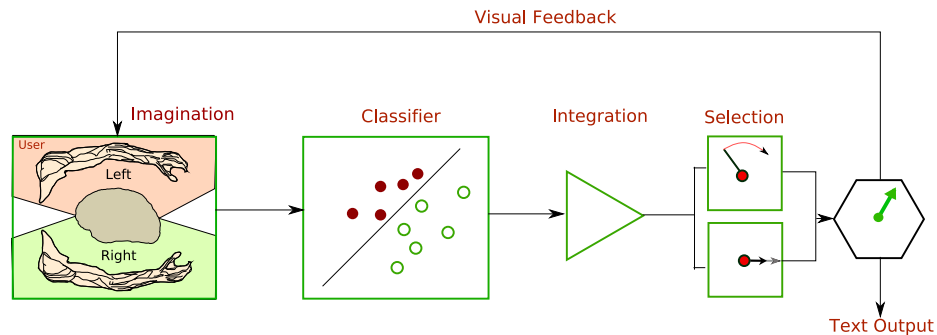 Visual Feedback
Imagination
Classifier
Integration
Selection
User
Left
Right
Text Output